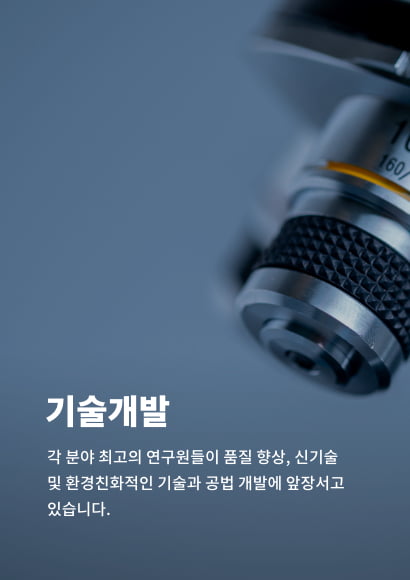 10
160/
기술개발
각 분야 최고의 연구원들이 품질 향상, 신기술
및 환경친화적인 기술과 공법 개발에 앞장서고
있습니다.